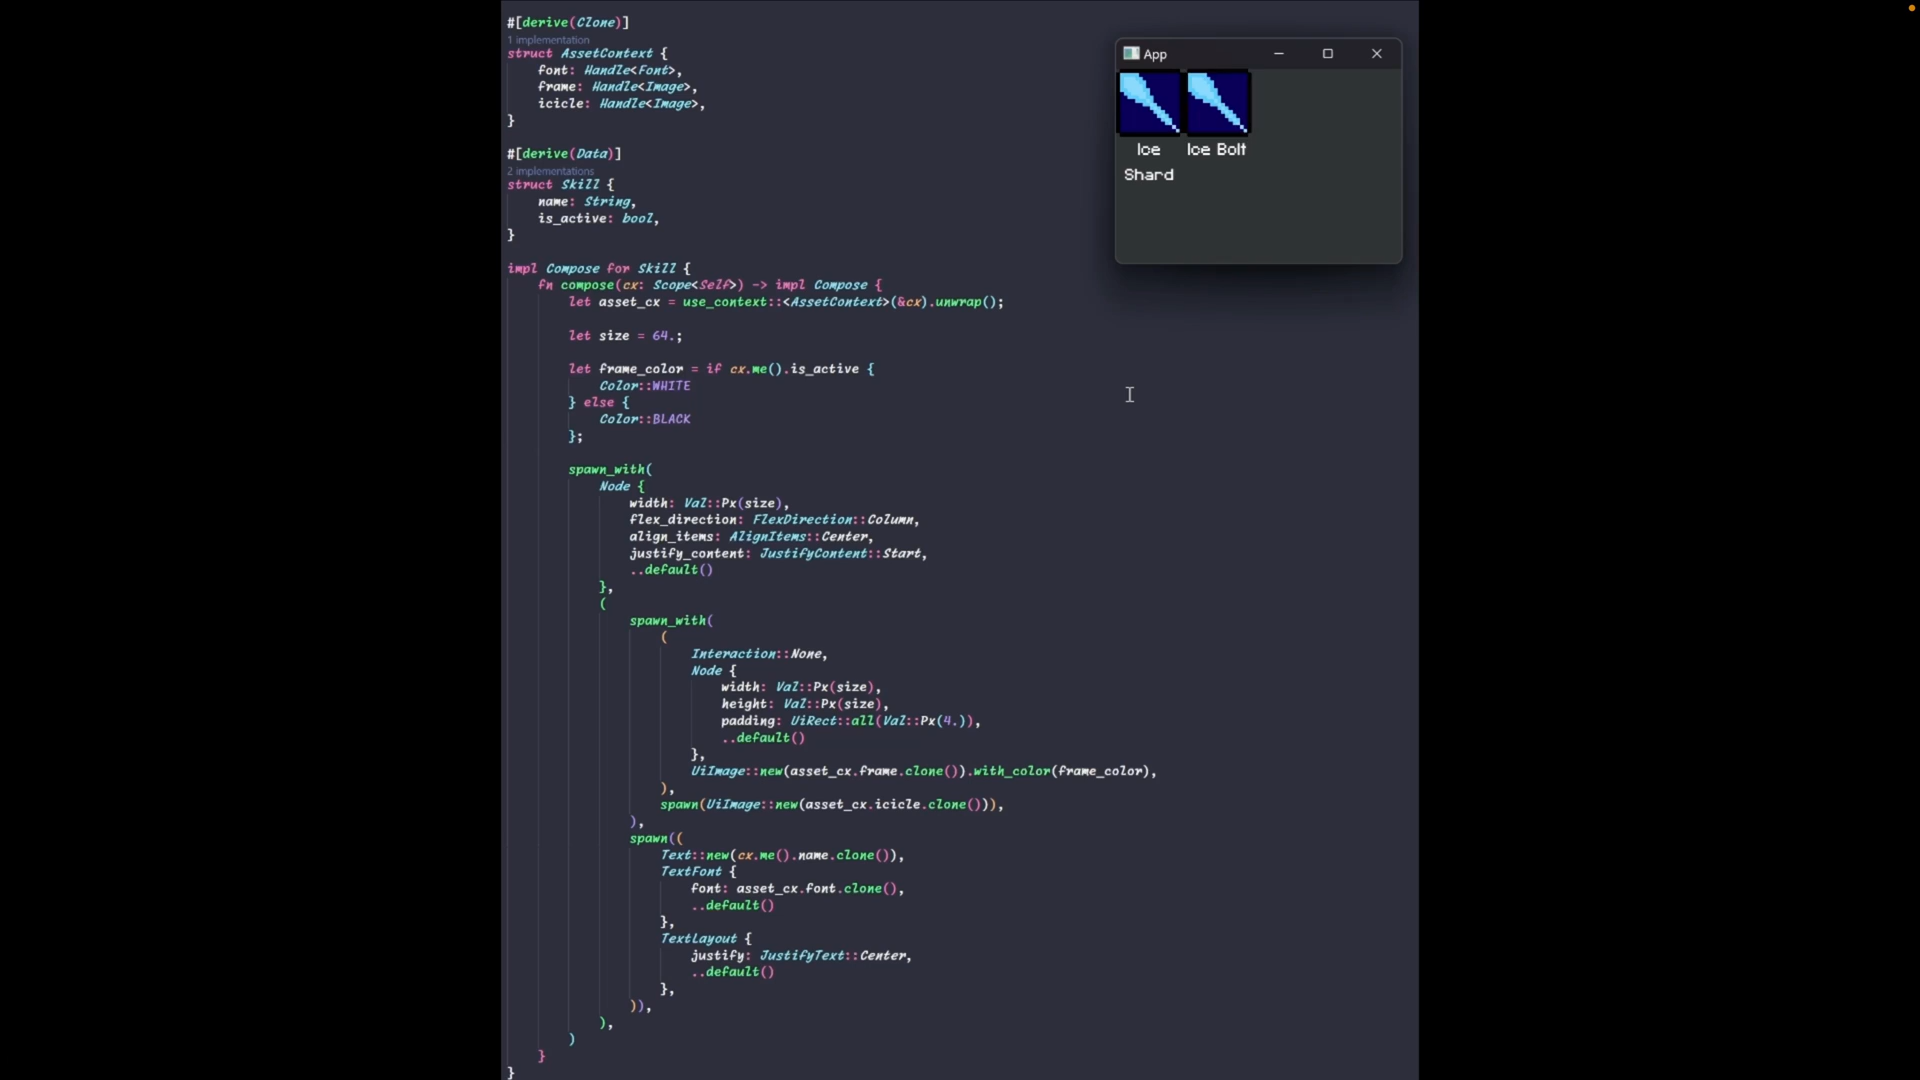 #[derive(Clone)]
1 implementation
struct AssetContext {
    font: Handle<Font>,
    frame: Handle<Image>,
    icicle: Handle<Image>,
}

#[derive(Data)]
2 implementations
struct Skill {
    name: String,
    is_active: bool,
}

impl Compose for Skill {
    fn compose(cx: Scope<Self>) -> impl Compose {
        let asset_cx = use_context::<AssetContext>(&cx).unwrap();

        let size = 64.;

        let frame_color = if cx.me().is_active {
            Color::WHITE
        } else {
            Color::BLACK
        };

        spawn_with(
            Node {
                width: Val::Px(size),
                flex_direction: FlexDirection::Column,
                align_items: AlignItems::Center,
                justify_content: JustifyContent::Start,
                ..default()
            },
            (
                spawn_with(
                    (
                        Interaction::None,
                        Node {
                            width: Val::Px(size),
                            height: Val::Px(size),
                            padding: UiRect::all(Val::Px(4.)),
                            ..default()
                        },
                        UiImage::new(asset_cx.frame.clone()).with_color(frame_color),
                    ),
                    spawn(UiImage::new(asset_cx.icicle.clone())),
                ),
                spawn((
                    Text::new(cx.me().name.clone()),
                    TextFont {
                        font: asset_cx.font.clone(),
                        ..default()
                    },
                    TextLayout {
                        justify: JustifyText::Center,
                        ..default()
                    },
                )),
            ),
        )
    }
}
App
Ice Ice Bolt
Shard